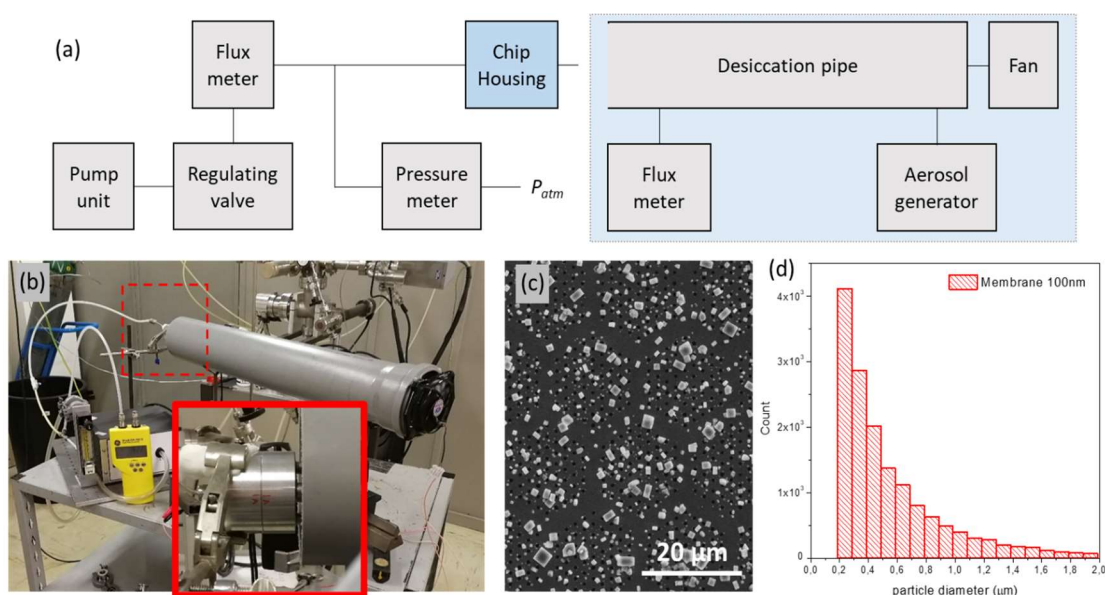 (a)
Flux
meter
Chip
Housing
Desiccation pipe
Fan
Pump
unit
Regulating
valve
Pressure
meter
P_atm
Flux
meter
Aerosol
generator
(b)
(c)
20 µm
(d)
Membrane 100nm
4x10³
3x10³
2x10³
1x10³
0
Count
0,0 0,2 0,4 0,6 0,8 1,0 1,2 1,4 1,6 1,8 2,0
particle diameter (µm)